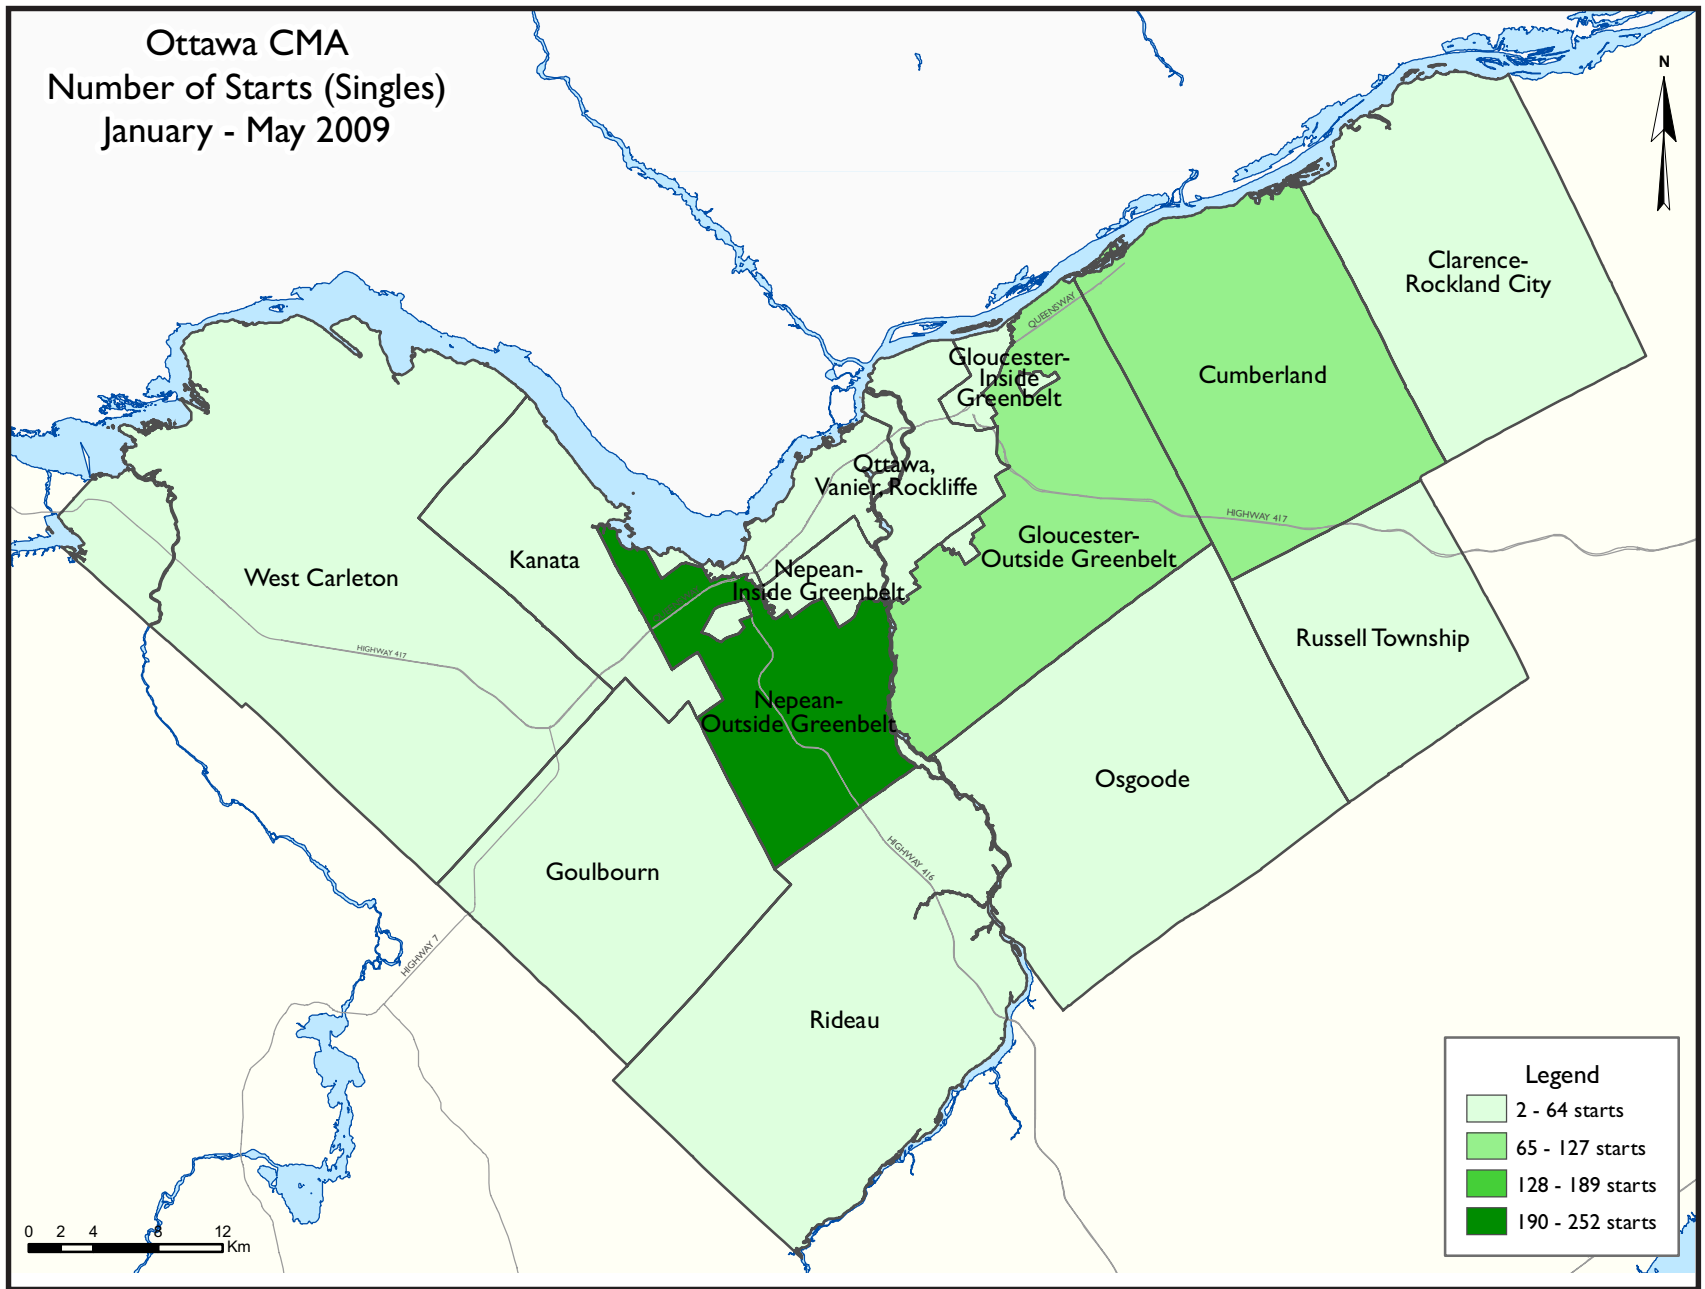 Ottawa CMA
Number of Starts (Singles)
January - May 2009
N
Clarence-
Rockland City
QUEENSWAY
Gloucester-
Inside
Greenbelt
Cumberland
Ottawa,
Vanier, Rockliffe
HIGHWAY 417
Gloucester-
Outside Greenbelt
Kanata
West Carleton
Nepean-
Inside Greenbelt
Russell Township
HIGHWAY 417
Nepean-
Outside Greenbelt
Osgoode
Goulbourn
HIGHWAY 416
HIGHWAY 7
Rideau
Legend
2 - 64 starts
65 - 127 starts
128 - 189 starts
190 - 252 starts
0 2 4 8 12
Km